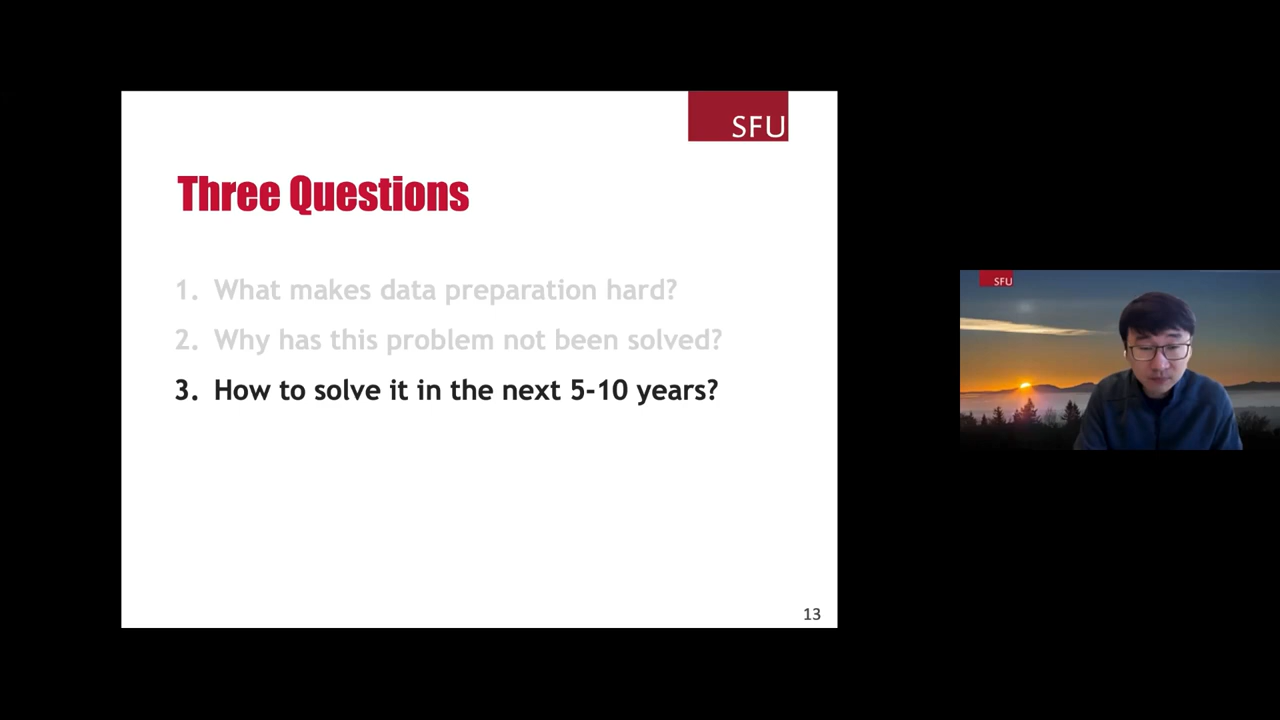 SFU
Three Questions
1. What makes data preparation hard?
2. Why has this problem not been solved?
3. How to solve it in the next 5-10 years?
13
SFU